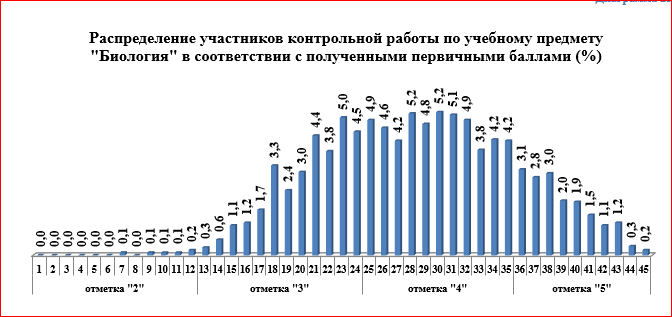 Распределение участников контрольной работы по учебному предмету
"Биология" в соответствии с полученными первичными баллами (%)
0,0 0,0 0,0 0,0 0,0 0,0 0,1 0,0 0,1 0,1 0,1 0,2 0,3 0,6 1,1 1,2 1,7 3,3 2,4 3,0 4,4 3,8 5,0 4,5 4,9 4,6 4,2 5,2 4,8 5,2 5,1 4,9 3,8 4,2 4,2 3,1 2,8 3,0 2,0 1,9 1,5 1,1 1,2 0,3 0,2
1 2 3 4 5 6 7 8 9 10 11 12 13 14 15 16 17 18 19 20 21 22 23 24 25 26 27 28 29 30 31 32 33 34 35 36 37 38 39 40 41 42 43 44 45
отметка "2" отметка "3" отметка "4" отметка "5"